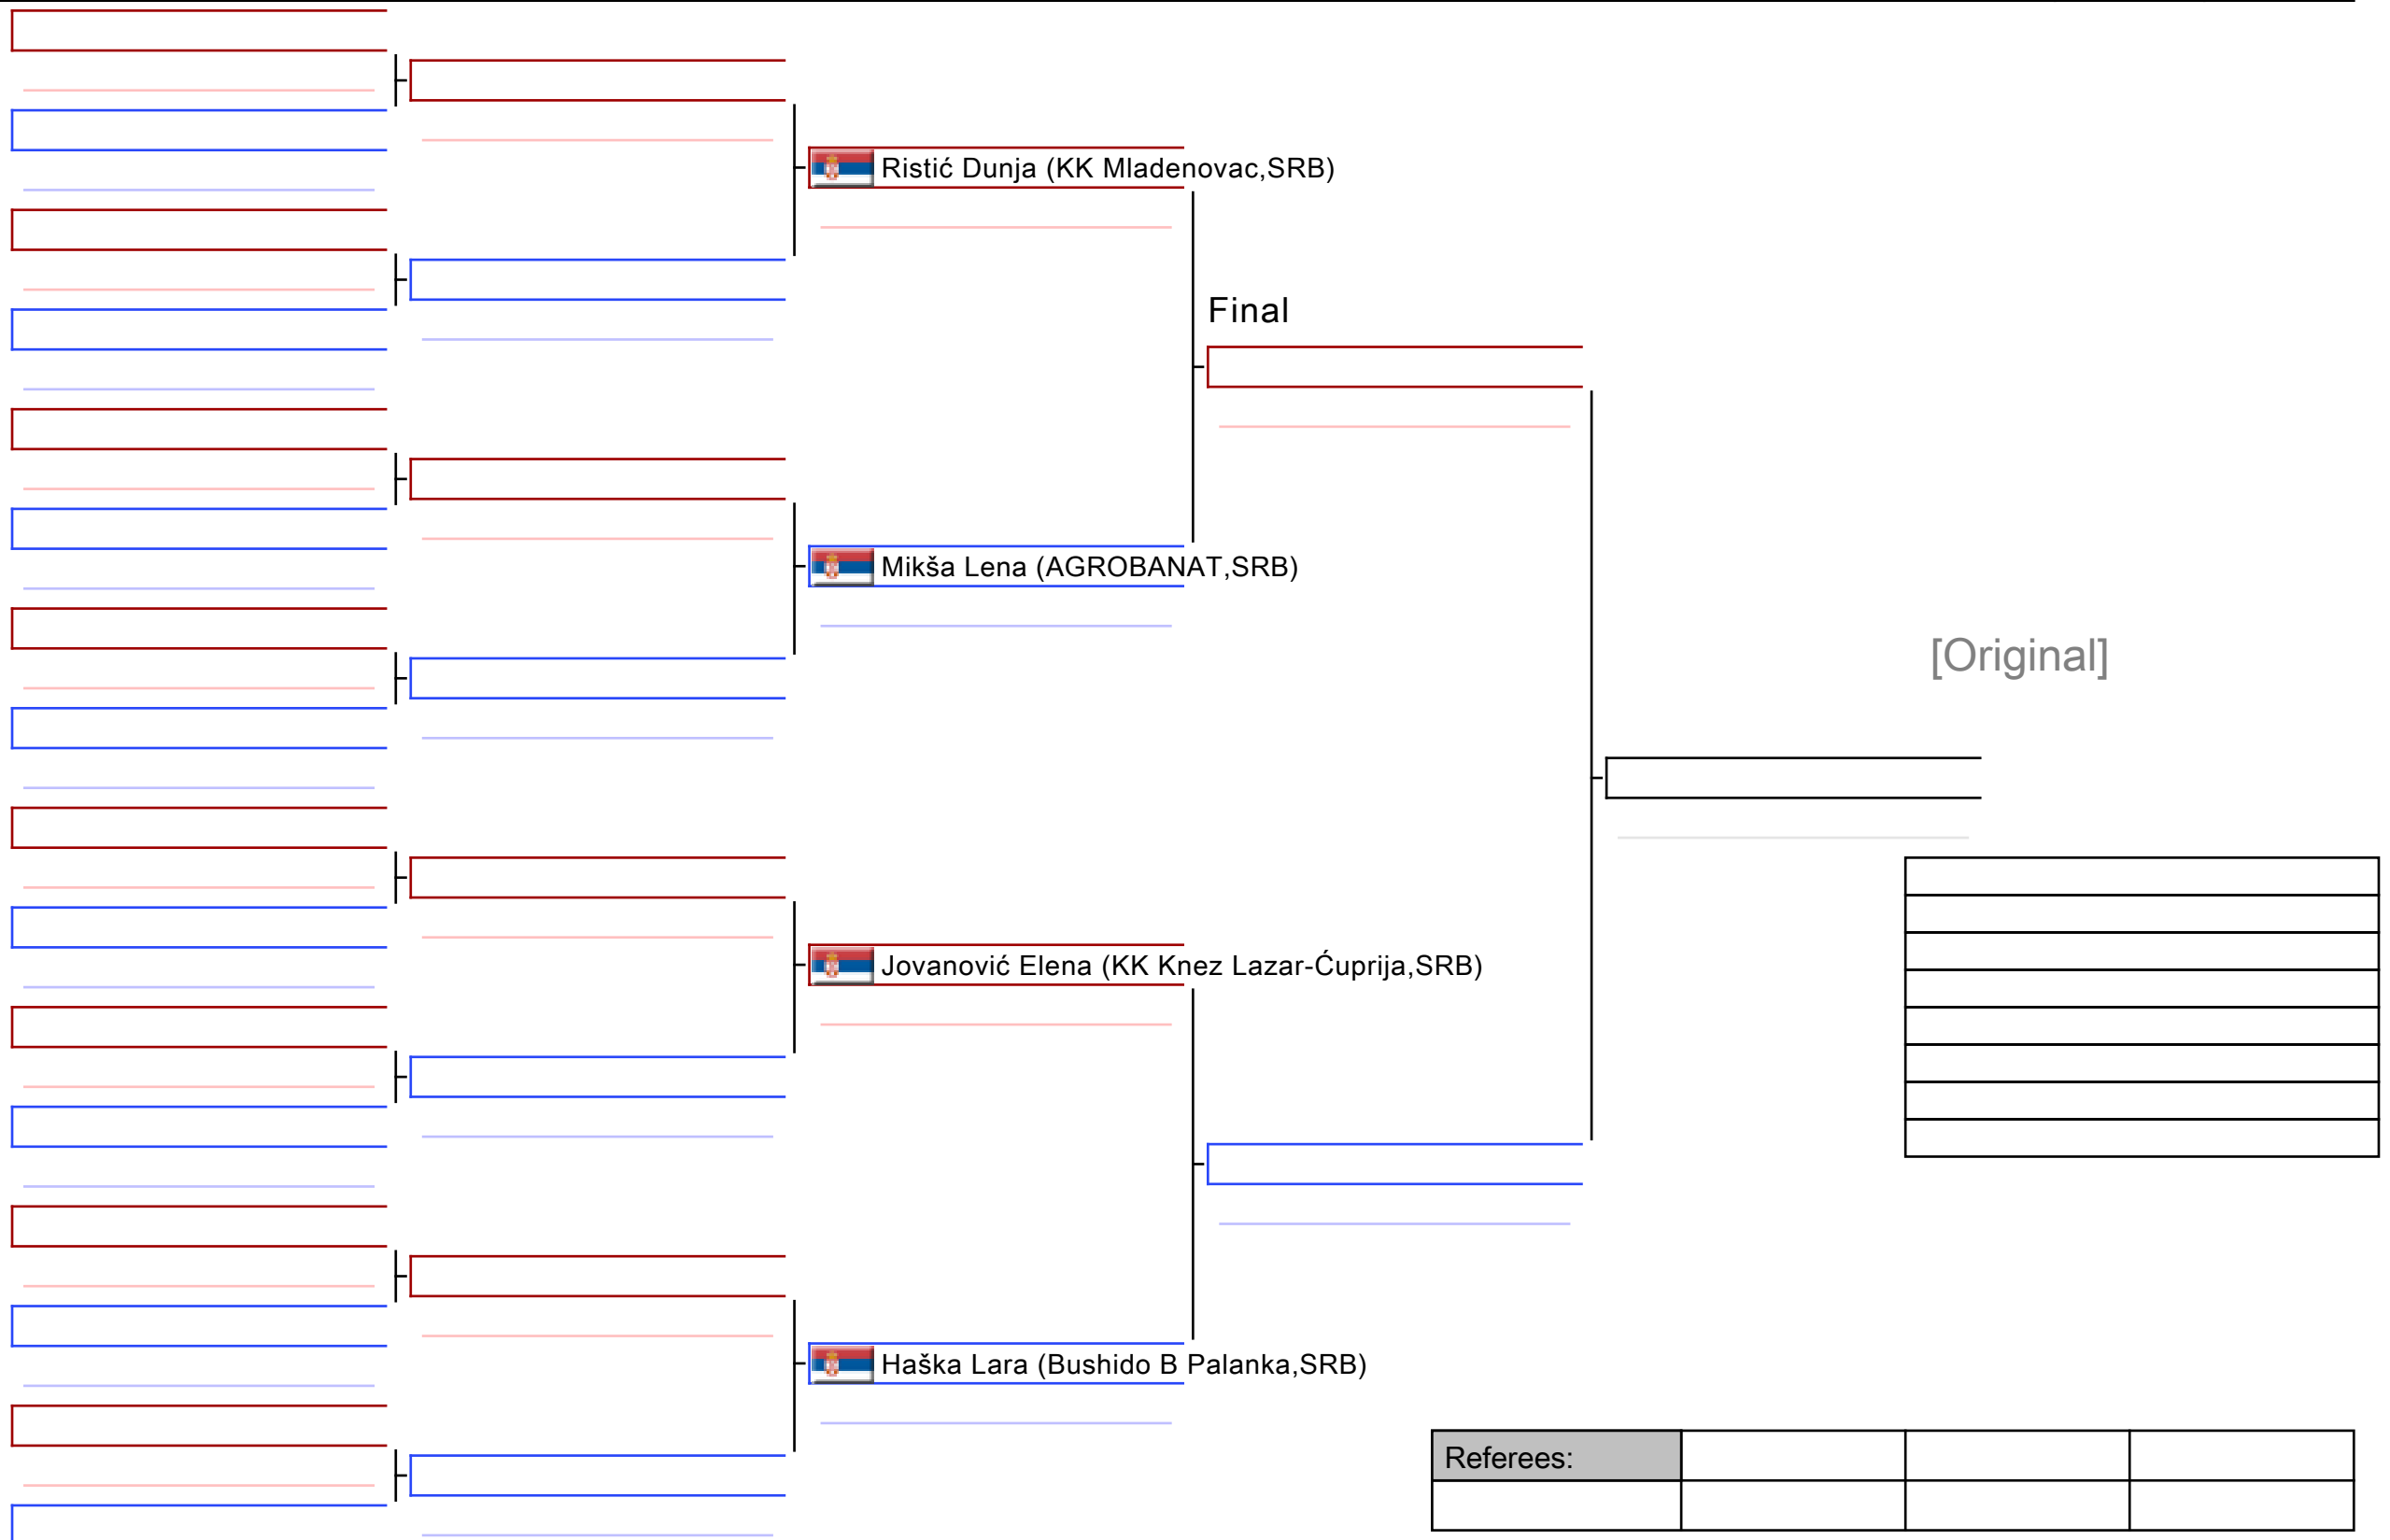 Ristić Dunja (KK Mladenovac,SRB)
Final
Mikša Lena (AGROBANAT,SRB)
[Original]
Jovanović Elena (KK Knez Lazar-Ćuprija,SRB)
Haška Lara (Bushido B Palanka,SRB)
Referees: